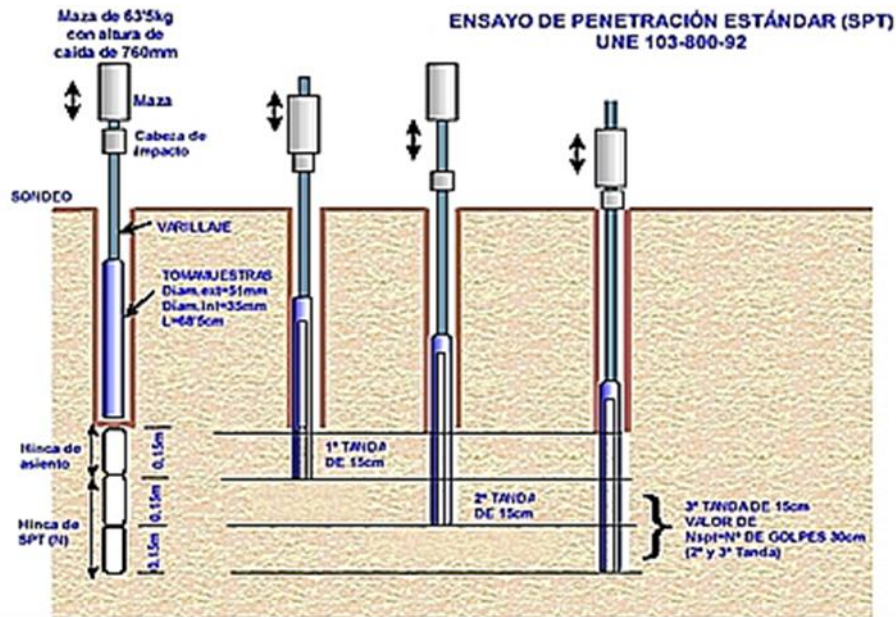 Maza de 63'5kg
con altura de
caida de 760mm
ENSAYO DE PENETRACIÓN ESTÁNDAR (SPT)
UNE 103-800-92
Maza
Cabeza de
impacto
SONDEO
VARILLAJE
TOMAMUESTRAS
Diam.ext=51mm
Diam.Int=35mm
L=68'5cm
Hinca de
asiento
0,15m
1ª TANDA
DE 15cm
Hinca de
SPT (N)
0,15m
0,15m
2ª TANDA
DE 15cm
3ª TANDA DE 15cm
VALOR DE
Nspt=Nº DE GOLPES 30cm
(2ª y 3ª Tanda)